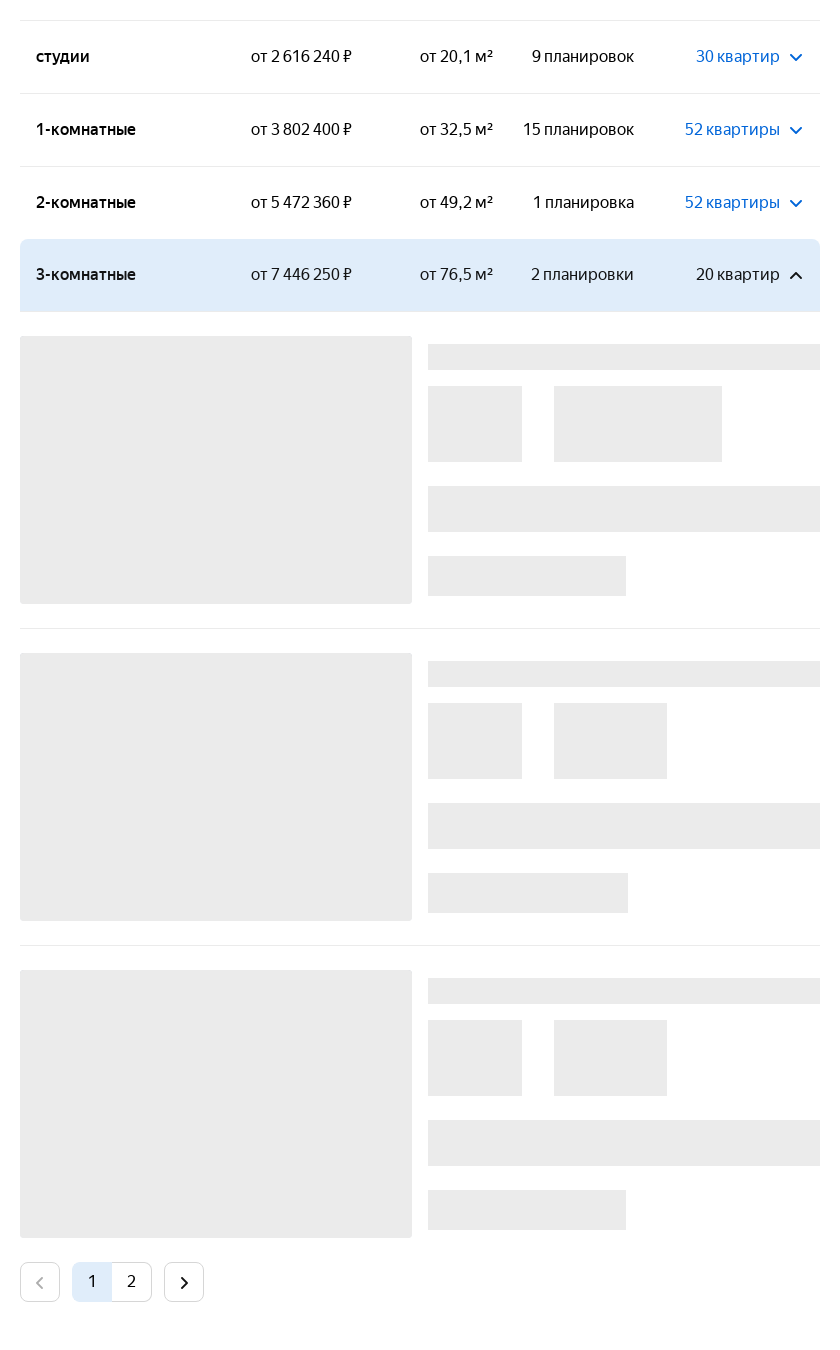 студии от 2 616 240 ₽ от 20,1 м² 9 планировок 30 квартир
1-комнатные от 3 802 400 ₽ от 32,5 м² 15 планировок 52 квартиры
2-комнатные от 5 472 360 ₽ от 49,2 м² 1 планировка 52 квартиры
3-комнатные от 7 446 250 ₽ от 76,5 м² 2 планировки 20 квартир
1 2